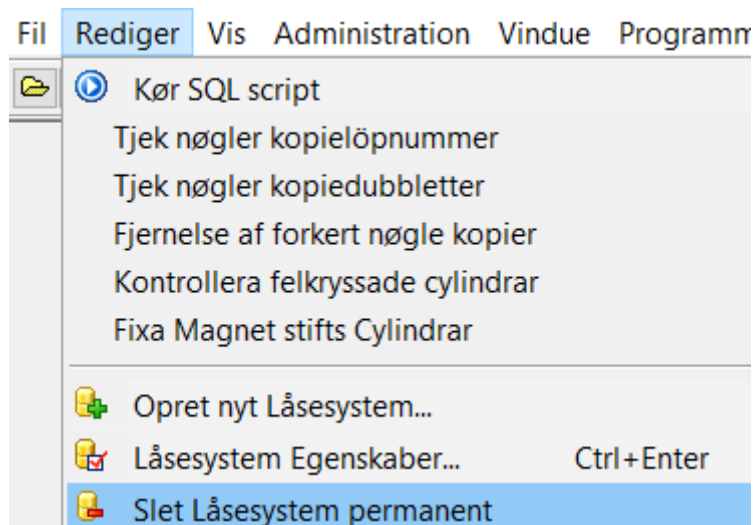 Fil Rediger Vis Administration Vindue Programm
Kør SQL script
Tjek nøgler kopielöpnummer
Tjek nøgler kopiedubbletter
Fjernelse af forkert nøgle kopier
Kontrollera felkryssade cylindrar
Fixa Magnet stifts Cylindrar
Opret nyt Låsesystem...
Låsesystem Egenskaber... Ctrl+Enter
Slet Låsesystem permanent